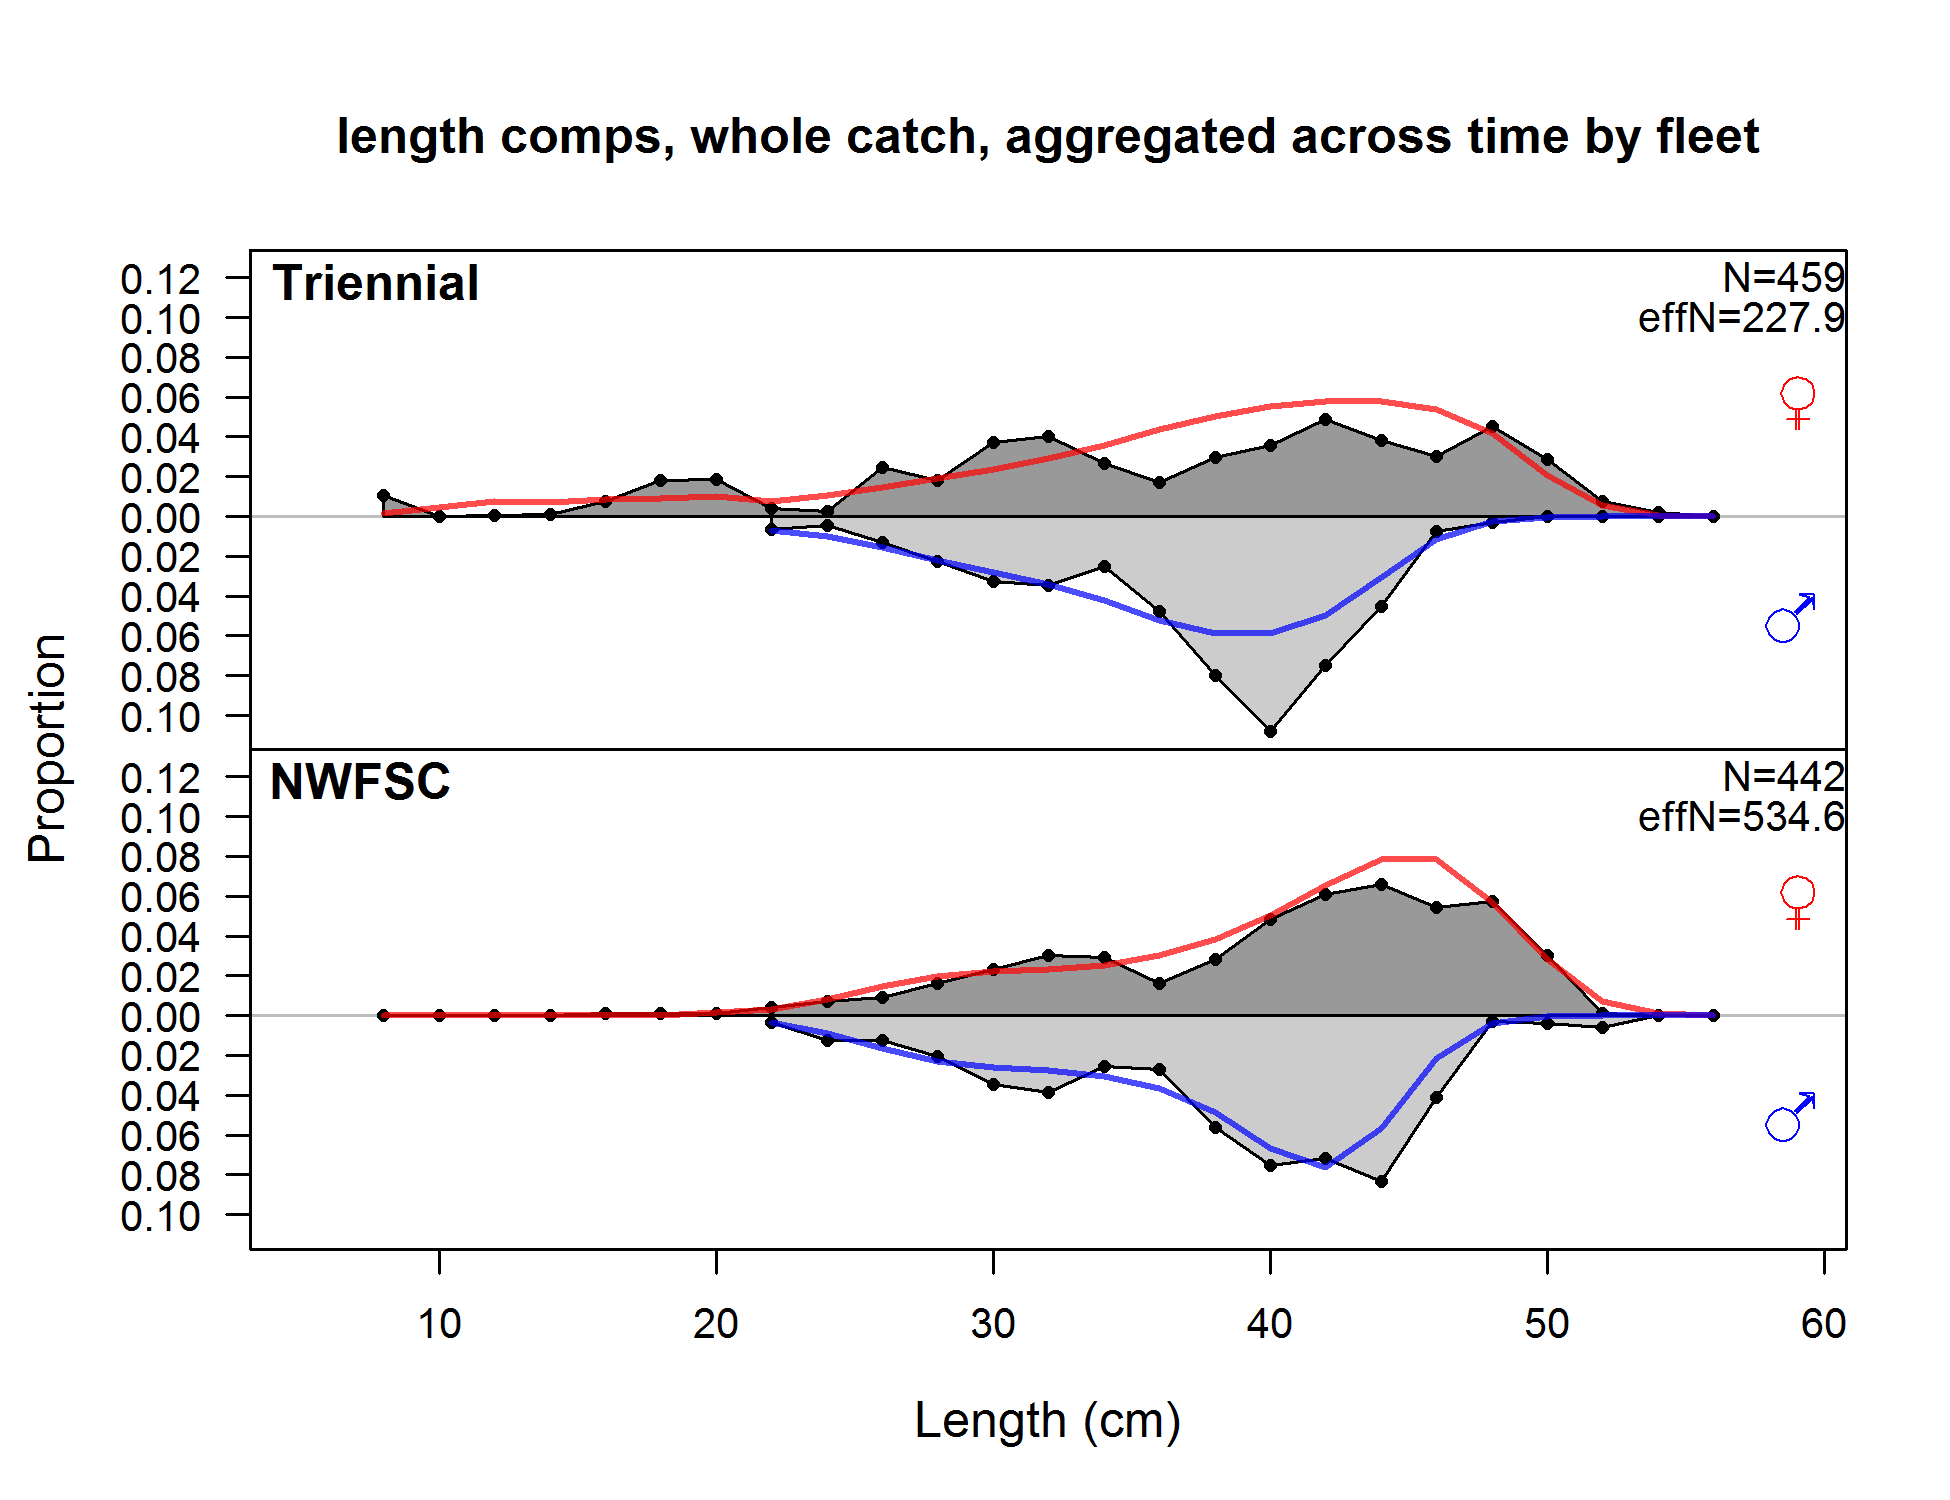 length comps, whole catch, aggregated across time by fleet
Triennial
N=459
effN=227.9
♀
♂
0.12
0.10
0.08
0.06
0.04
0.02
0.00
0.02
0.04
0.06
0.08
0.10
NWFSC
N=442
effN=534.6
♀
♂
0.12
0.10
0.08
0.06
0.04
0.02
0.00
0.02
0.04
0.06
0.08
0.10
Proportion
10 20 30 40 50 60
Length (cm)